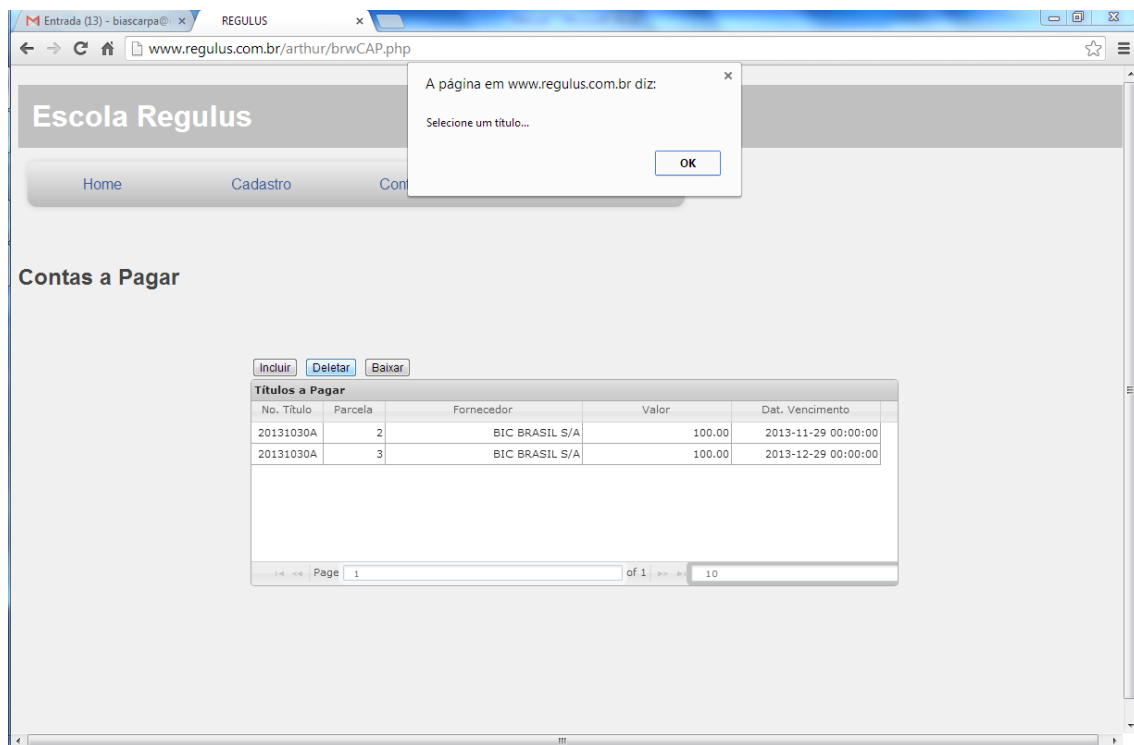 Entrada (13) - biascarpa@
REGULUS
www.regulus.com.br/arthur/brwCAP.php
A página em www.regulus.com.br diz:
Selecione um título...
OK
Escola Regulus
Home Cadastro
Contas a Pagar
Incluir Deletar Baixar
Títulos a Pagar
No. Título Parcela Fornecedor Valor Dat. Vencimento
20131030A 2 BIC BRASIL S/A 100.00 2013-11-29 00:00:00
20131030A 3 BIC BRASIL S/A 100.00 2013-12-29 00:00:00
Page 1 of 1 10